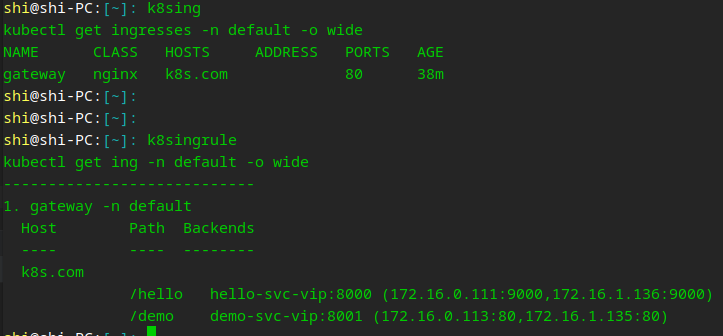 shi@shi-PC:[~]: k8sing
kubectl get ingresses -n default -o wide
NAME      CLASS   HOSTS     ADDRESS   PORTS   AGE
gateway   nginx   k8s.com             80      38m
shi@shi-PC:[~]:
shi@shi-PC:[~]:
shi@shi-PC:[~]: k8singrule
kubectl get ing -n default -o wide
----------------------------
1. gateway -n default
  Host        Path  Backends
  ----        ----  --------
  k8s.com
              /hello   hello-svc-vip:8000 (172.16.0.111:9000,172.16.1.136:9000)
              /demo    demo-svc-vip:8001 (172.16.0.113:80,172.16.1.135:80)
shi@shi-PC:[~]: